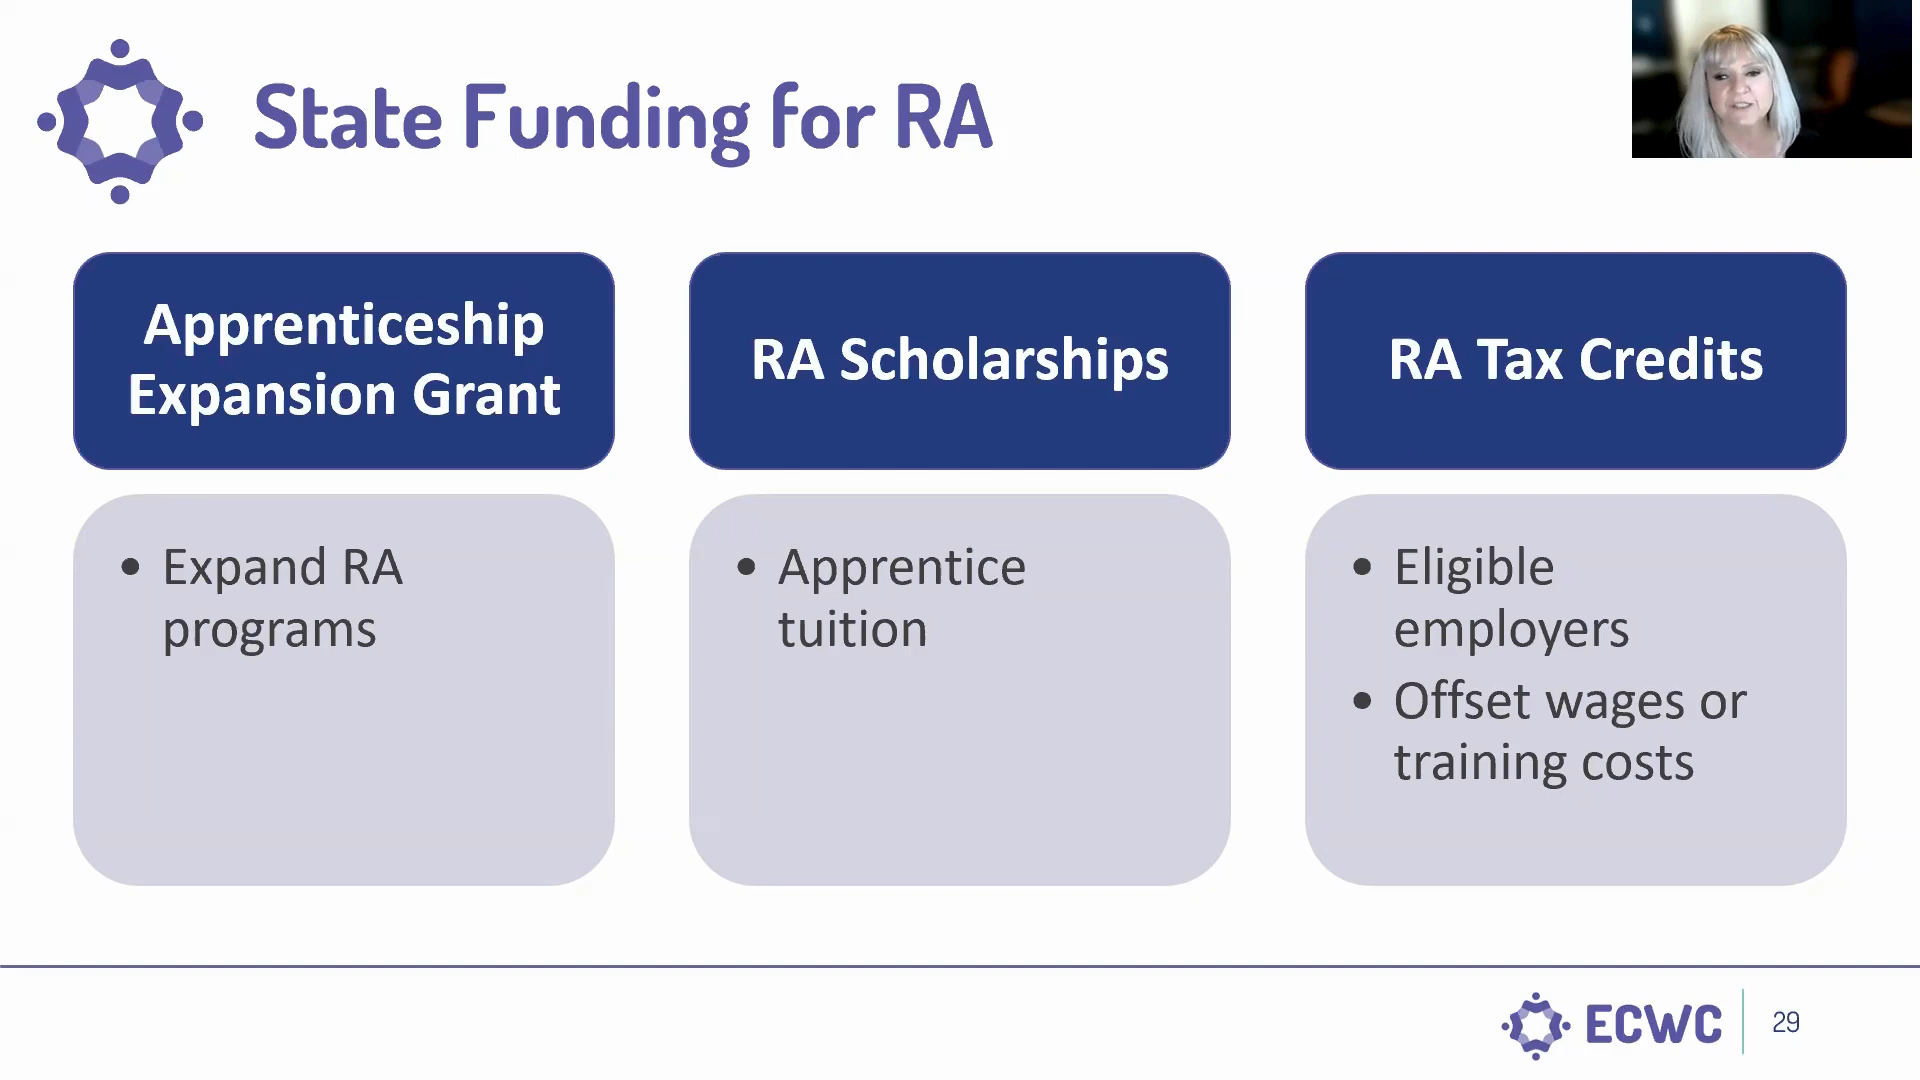 State Funding for RA
Apprenticeship
Expansion Grant
• Expand RA
programs
RA Scholarships
• Apprentice
tuition
RA Tax Credits
• Eligible
employers
• Offset wages or
training costs
ECWC
29